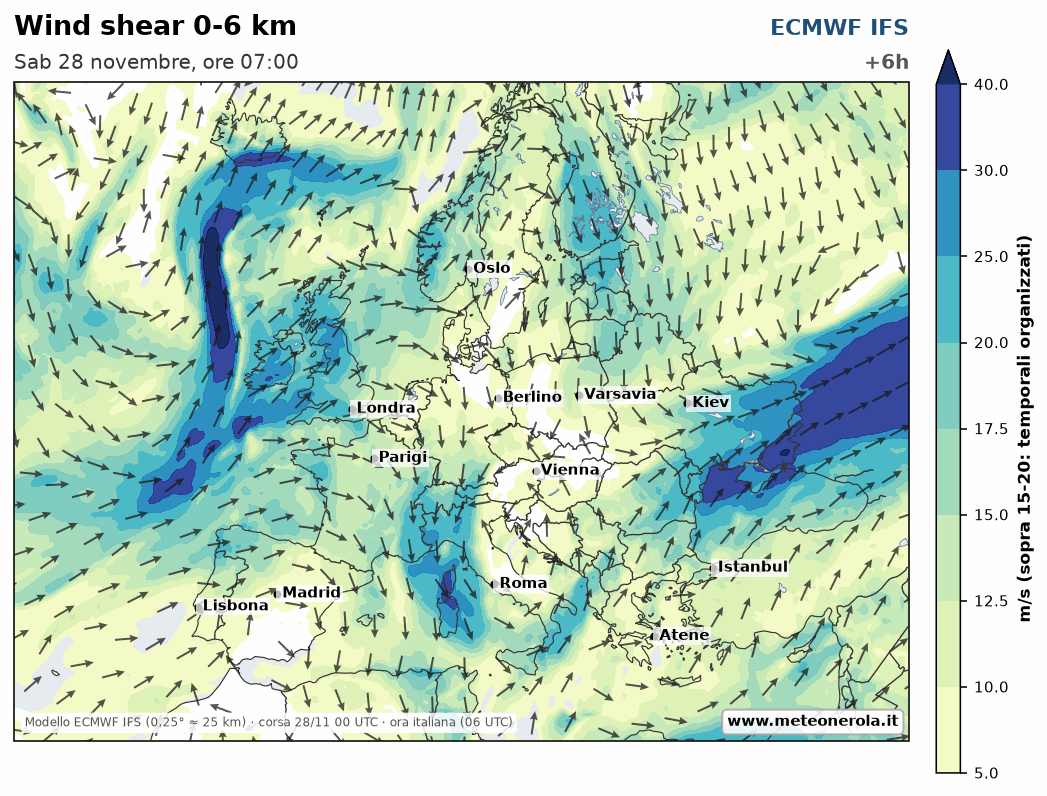 Wind shear 0-6 km
ECMWF IFS
Sab 28 novembre, ore 07:00
+6h
40.0
30.0
25.0
20.0
17.5
15.0
12.5
10.0
5.0
m/s (sopra 15-20: temporali organizzati)
Oslo
Berlino
Varsavia
Kiev
Londra
Parigi
Vienna
Istanbul
Roma
Madrid
Lisbona
Atene
Modello ECMWF IFS (0,25° ≈ 25 km) · corsa 28/11 00 UTC · ora italiana (06 UTC)
www.meteonerola.it